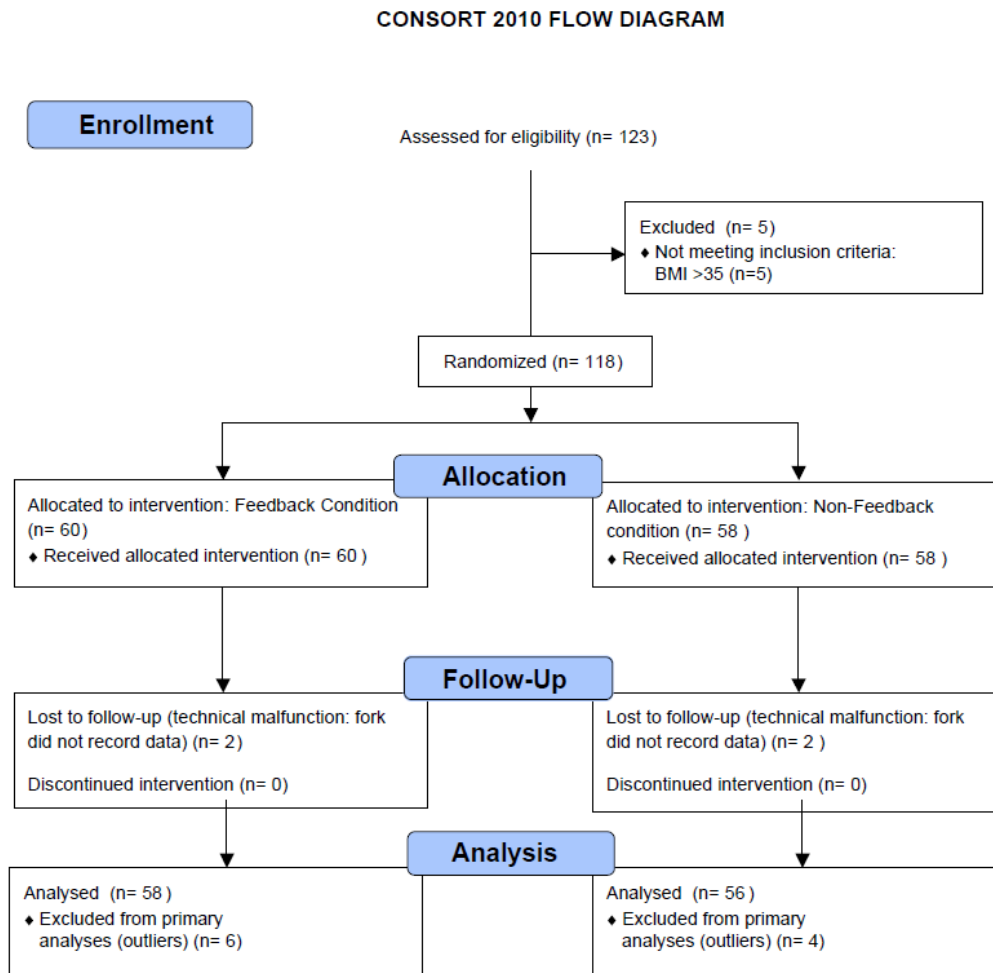 CONSORT 2010 FLOW DIAGRAM
Enrollment
Assessed for eligibility (n= 123)
Excluded (n= 5)
♦ Not meeting inclusion criteria:
BMI >35 (n=5)
Randomized (n= 118)
Allocation
Allocated to intervention: Feedback Condition
(n= 60)
♦ Received allocated intervention (n= 60 )
Allocated to intervention: Non-Feedback
condition (n= 58 )
♦ Received allocated intervention (n= 58 )
Follow-Up
Lost to follow-up (technical malfunction: fork
did not record data) (n= 2)
Discontinued intervention (n= 0)
Lost to follow-up (technical malfunction: fork
did not record data) (n= 2 )
Discontinued intervention (n= 0)
Analysis
Analysed (n= 58)
♦ Excluded from primary
analyses (outliers) (n= 6)
Analysed (n= 56)
♦ Excluded from primary
analyses (outliers) (n= 4)